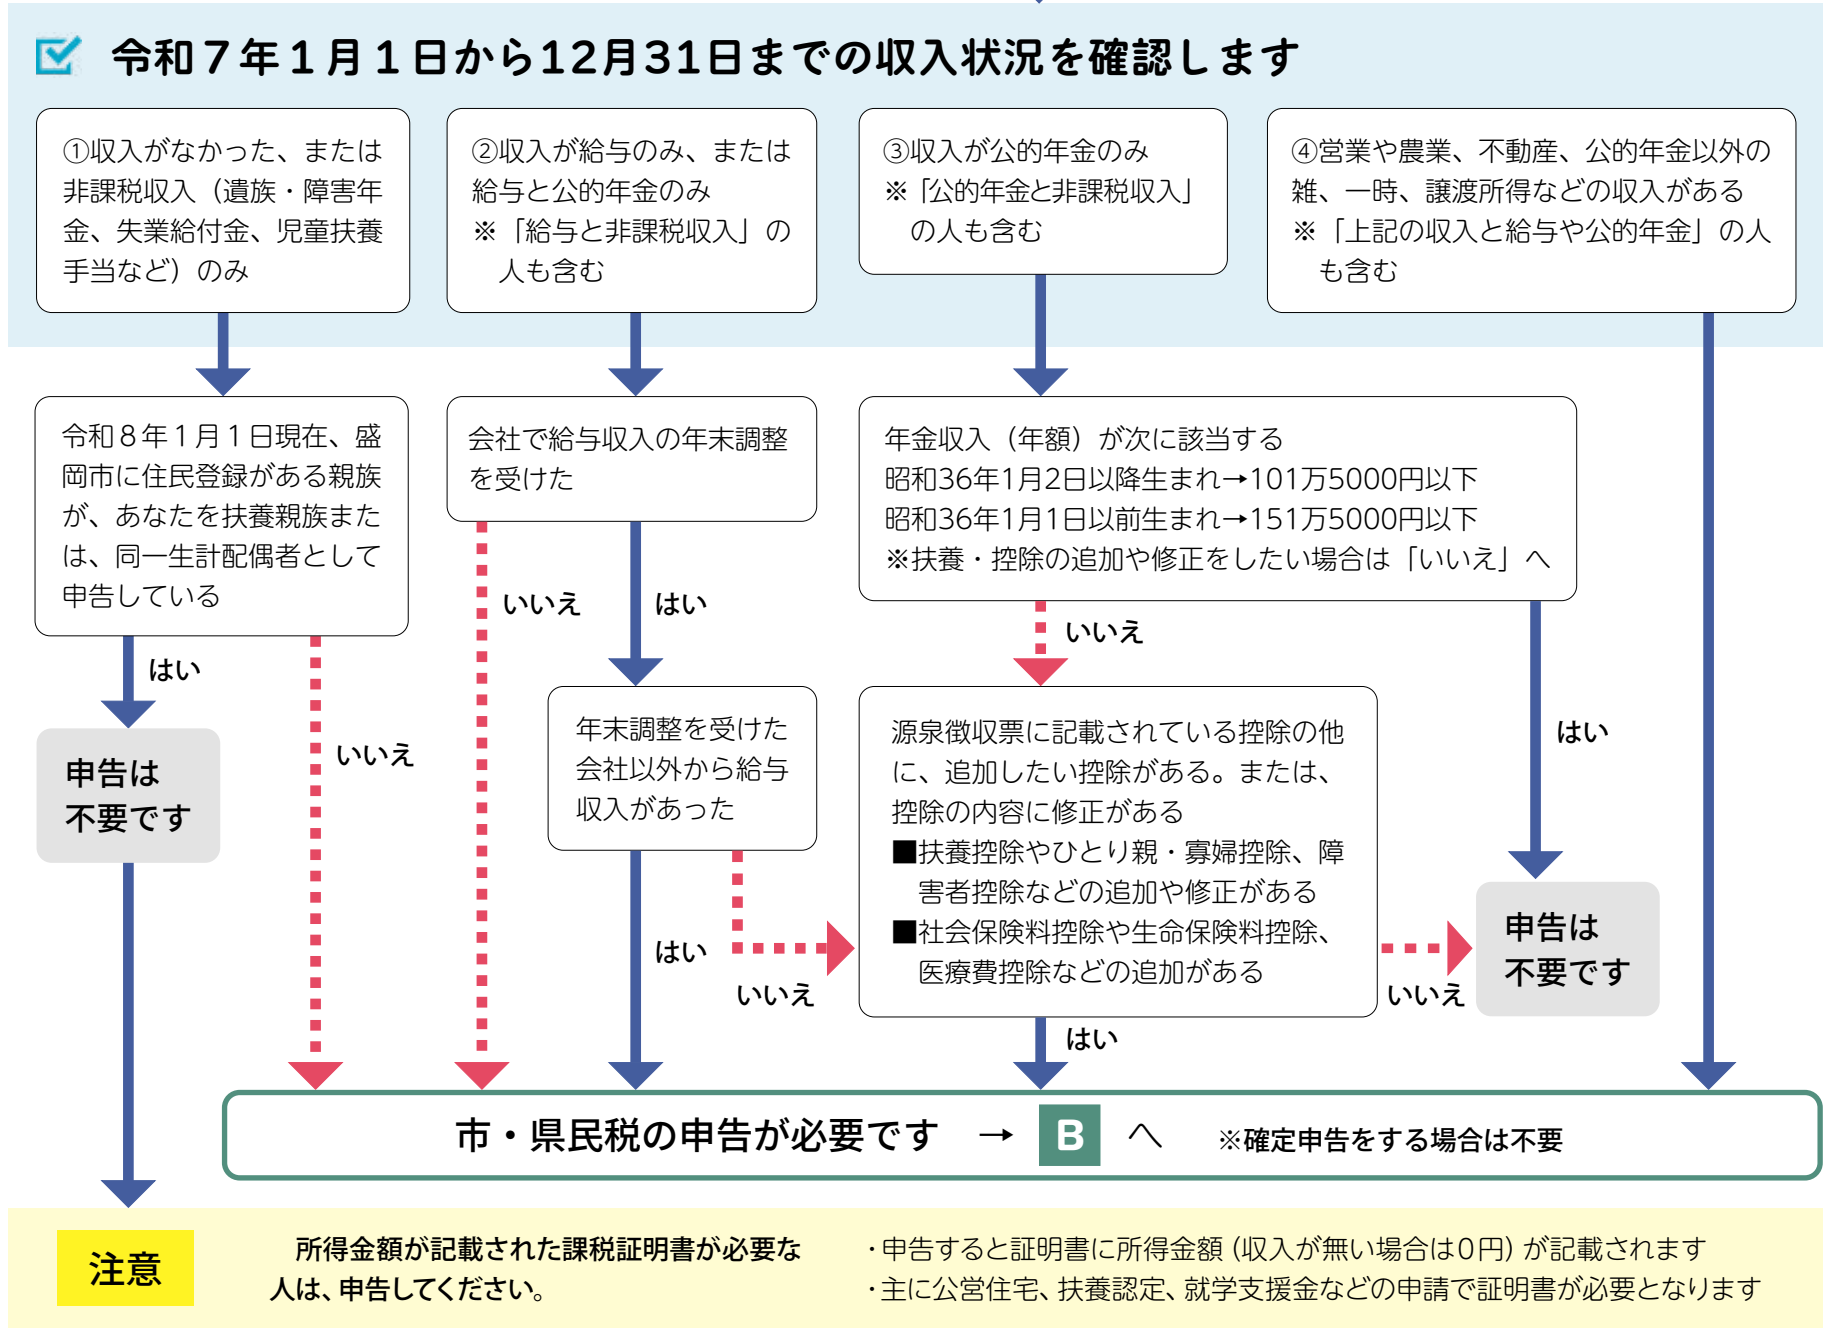 令和７年１月１日から12月31日までの収入状況を確認します
①収入がなかった、または
非課税収入（遺族・障害年
金、失業給付金、児童扶養
手当など）のみ
②収入が給与のみ、または
給与と公的年金のみ
※「給与と非課税収入」の
人も含む
③収入が公的年金のみ
※「公的年金と非課税収入」
の人も含む
④営業や農業、不動産、公的年金以外の
雑、一時、譲渡所得などの収入がある
※「上記の収入と給与や公的年金」の人
も含む
令和８年１月１日現在、盛
岡市に住民登録がある親族
が、あなたを扶養親族また
は、同一生計配偶者として
申告している
はい
いいえ
申告は
不要です
会社で給与収入の年末調整
を受けた
いいえ
はい
年末調整を受けた
会社以外から給与
収入があった
はい
いいえ
年金収入（年額）が次に該当する
昭和36年1月2日以降生まれ→101万5000円以下
昭和36年1月1日以前生まれ→151万5000円以下
※扶養・控除の追加や修正をしたい場合は「いいえ」へ
いいえ
はい
源泉徴収票に記載されている控除の他
に、追加したい控除がある。または、
控除の内容に修正がある
■扶養控除やひとり親・寡婦控除、障
害者控除などの追加や修正がある
■社会保険料控除や生命保険料控除、
医療費控除などの追加がある
はい
いいえ
申告は
不要です
市・県民税の申告が必要です → B へ ※確定申告をする場合は不要
注意
所得金額が記載された課税証明書が必要な
人は、申告してください。
・申告すると証明書に所得金額（収入が無い場合は０円）が記載されます
・主に公営住宅、扶養認定、就学支援金などの申請で証明書が必要となります